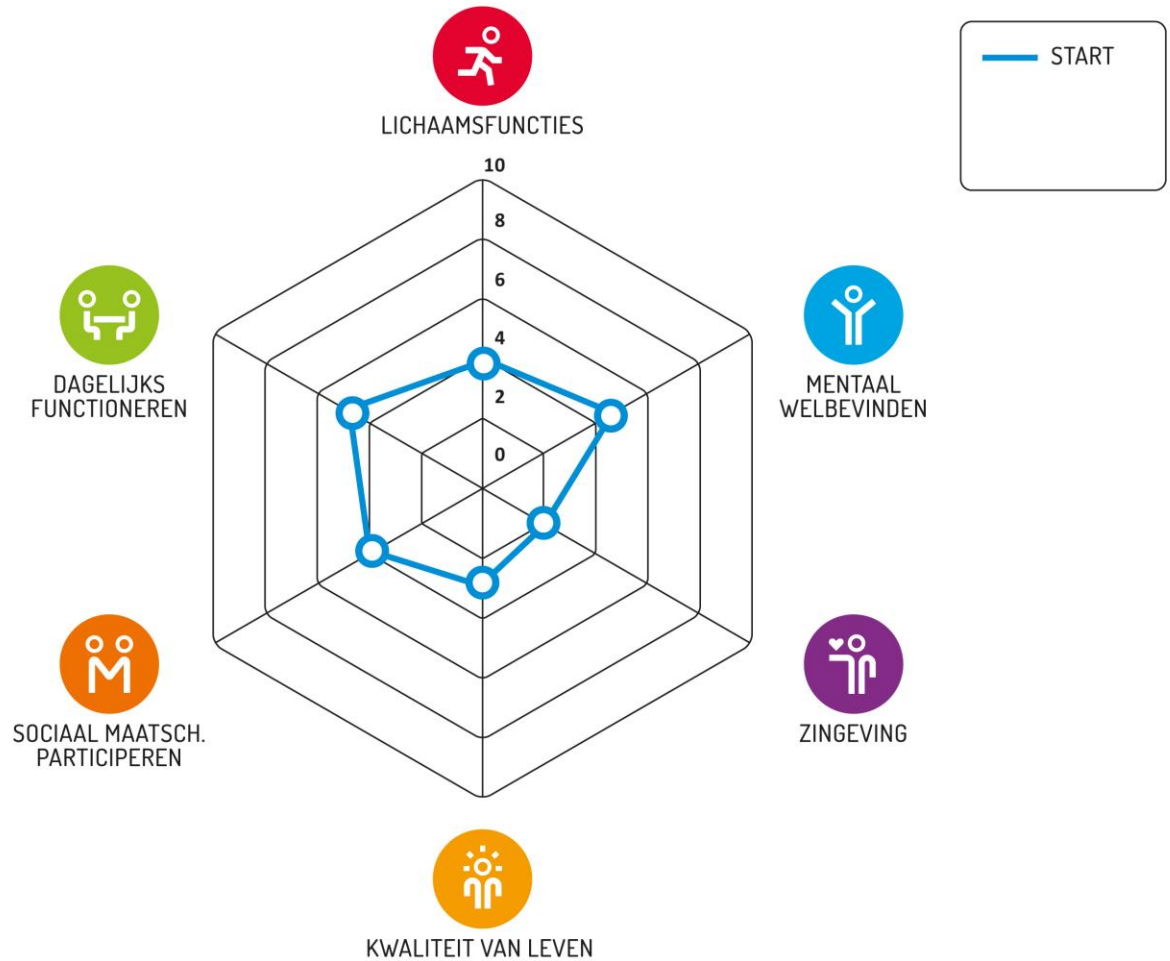 START
LICHAAMSFUNCTIES
10
8
6
4
2
0
DAGELIJKS
FUNCTIONEREN
MENTAAL
WELBEVINDEN
SOCIAAL MAATSCH.
PARTICIPEREN
ZINGEVING
KWALITEIT VAN LEVEN